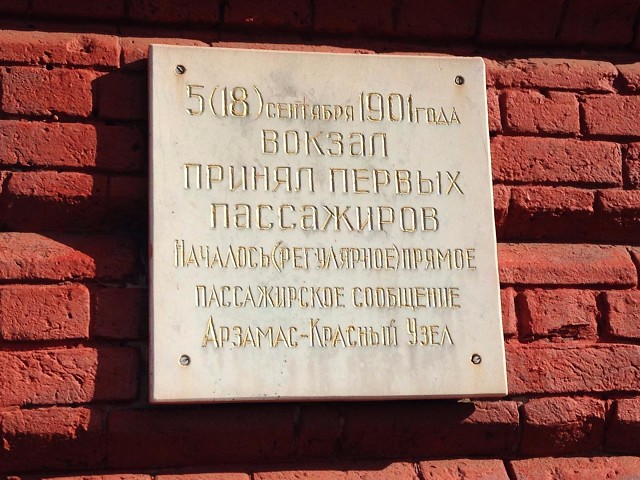 5(18) сентября 1901 года
вокзал
принял первых
пассажиров
Началось (регулярное) прямое
пассажирское сообщение
Арзамас-Красный Узел